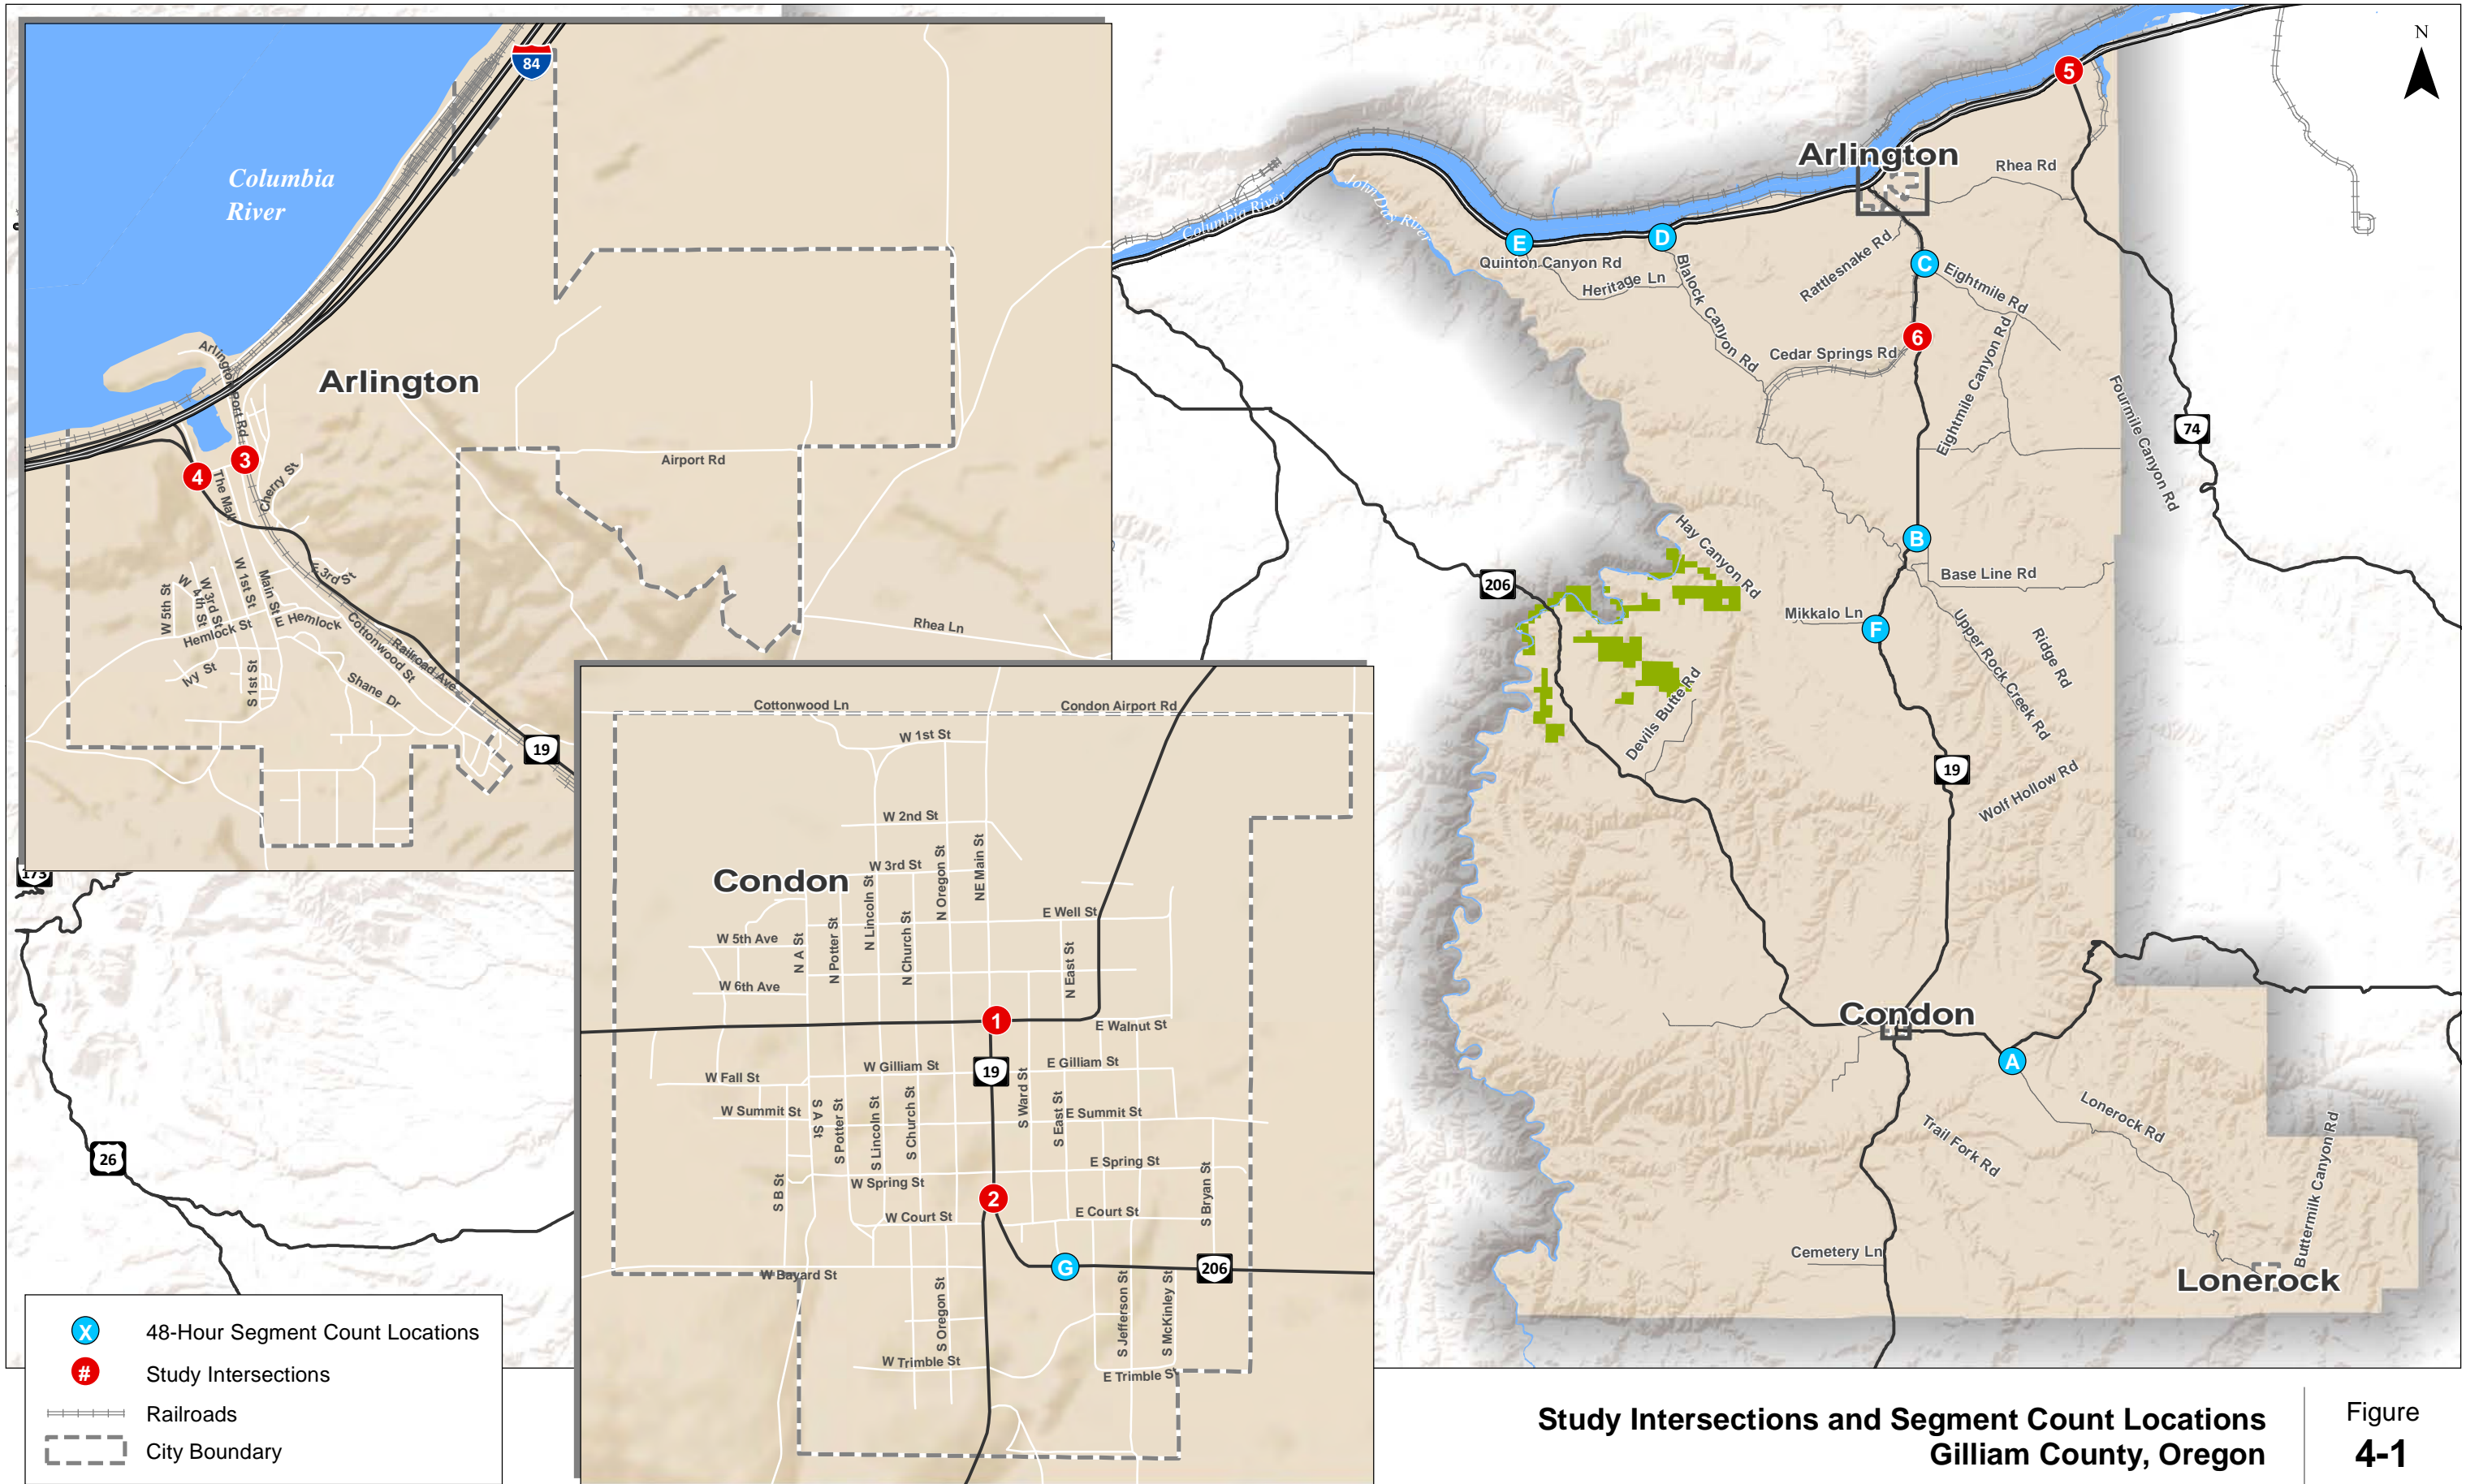 84
Columbia
River
Arlington Port Rd
Arlington
3
4
The Mall
Cherry St
Airport Rd
E 3rd St
W 5th St
W 4th St
W 3rd St
W 1st St
Main St
E Hemlock
Hemlock St
Ivy St
S 1st St
Cottonwood St
Railroad Ave
Shane Dr
Rhea Ln
19
173
26
Cottonwood Ln
Condon Airport Rd
W 1st St
W 2nd St
W 3rd St
Condon
N Lincoln St
N Oregon St
NE Main St
E Well St
W 5th Ave
N A St
N Potter St
N Church St
N East St
W 6th Ave
1
E Walnut St
W Gilliam St
E Gilliam St
W Fall St
19
W Summit St
S A St
S Potter St
S Lincoln St
S Church St
S Ward St
S East St
E Summit St
E Spring St
W Spring St
S B St
S Bryan St
2
W Court St
E Court St
G
206
W Bayard St
S Oregon St
S Jefferson St
S McKinley St
W Trimble St
E Trimble St
N
5
Arlington
Rhea Rd
Columbia River
John Day River
E
D
Quinton Canyon Rd
Heritage Ln
Blalock Canyon Rd
Rattlesnake Rd
C
Eightmile Rd
6
Cedar Springs Rd
Eightmile Canyon Rd
Fourmile Canyon Rd
74
Hay Canyon Rd
B
Base Line Rd
206
Mikkalo Ln
F
Upper Rock Creek Rd
Ridge Rd
Devils Butte Rd
19
Wolf Hollow Rd
Condon
A
Lonerock Rd
Trail Fork Rd
Buttermilk Canyon Rd
Cemetery Ln
Lonerock
X
48-Hour Segment Count Locations
#
Study Intersections
Railroads
City Boundary
Study Intersections and Segment Count Locations
Gilliam County, Oregon
Figure
4-1